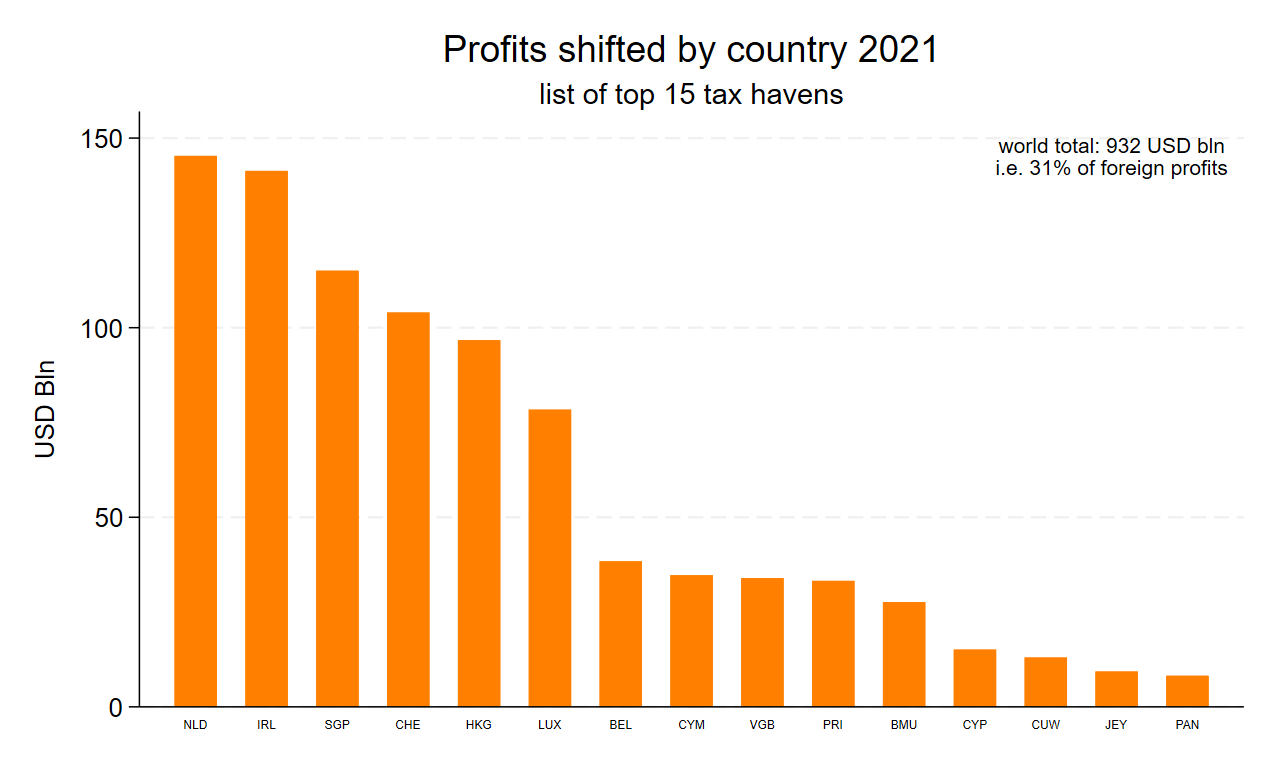 Profits shifted by country 2021
list of top 15 tax havens
world total: 932 USD bln
i.e. 31% of foreign profits
USD Bln
150
100
50
0
NLD IRL SGP CHE HKG LUX BEL CYM VGB PRI BMU CYP CUW JEY PAN